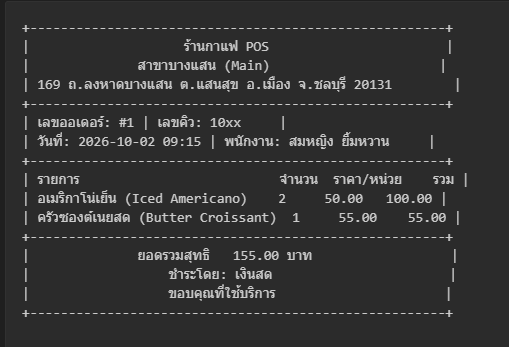 +------------------------------------------------------+
| ร้านกาแฟ POS |
| สาขาบางแสน (Main) |
| 169 ถ.ลงหาดบางแสน ต.แสนสุข อ.เมือง จ.ชลบุรี 20131 |
+------------------------------------------------------+
| เลขออเดอร์: #1 | เลขคิว: 10xx |
| วันที่: 2026-10-02 09:15 | พนักงาน: สมหญิง ยิ้มหวาน |
+------------------------------------------------------+
| รายการ จำนวน ราคา/หน่วย รวม |
| อเมริกาโน่เย็น (Iced Americano) 2 50.00 100.00 |
| ครัวซองต์เนยสด (Butter Croissant) 1 55.00 55.00 |
+------------------------------------------------------+
| ยอดรวมสุทธิ 155.00 บาท |
| ชำระโดย: เงินสด |
| ขอบคุณที่ใช้บริการ |
+------------------------------------------------------+